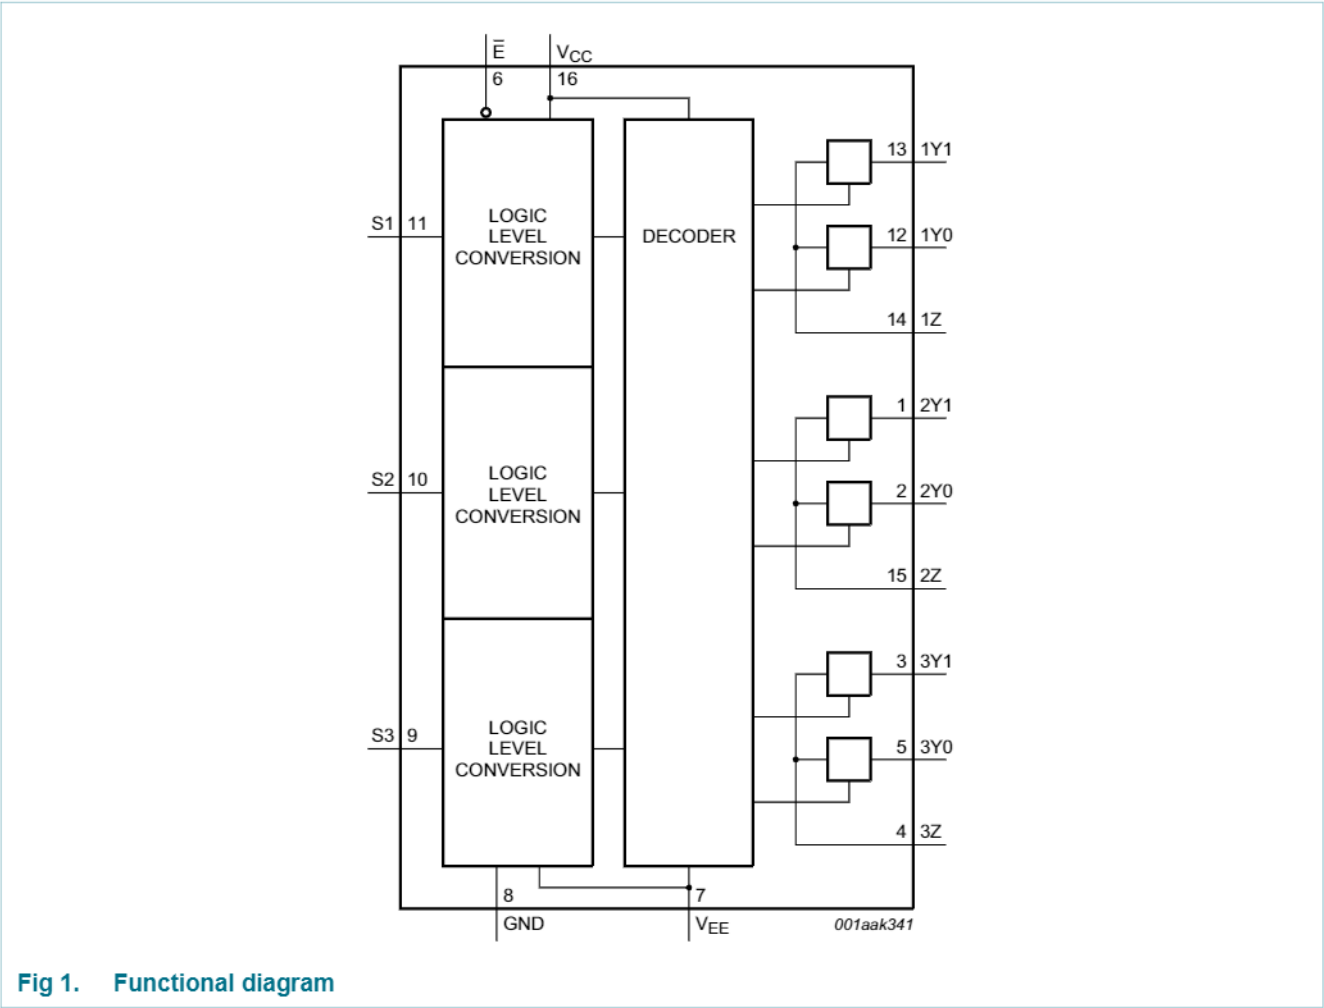 E̅ VCC
6 16
13 1Y1
S1 11
LOGIC
LEVEL
CONVERSION
DECODER
12 1Y0
14 1Z
1 2Y1
S2 10
LOGIC
LEVEL
CONVERSION
2 2Y0
15 2Z
3 3Y1
S3 9
LOGIC
LEVEL
CONVERSION
5 3Y0
4 3Z
8 7
GND VEE 001aak341
Fig 1. Functional diagram